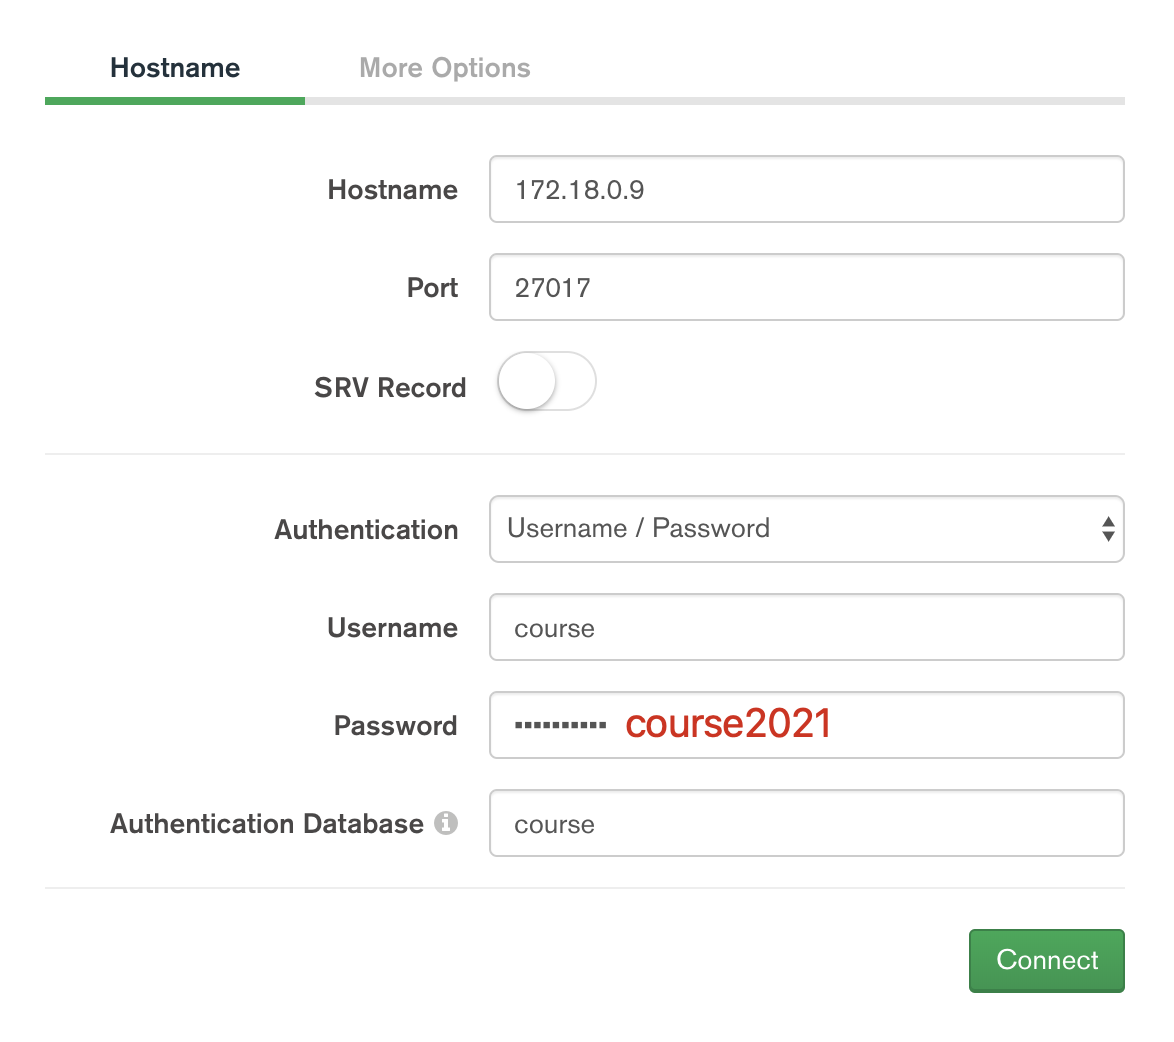 Hostname More Options
Hostname 172.18.0.9
Port 27017
SRV Record
Authentication Username / Password
Username course
Password ·········· course2021
Authentication Database course
Connect